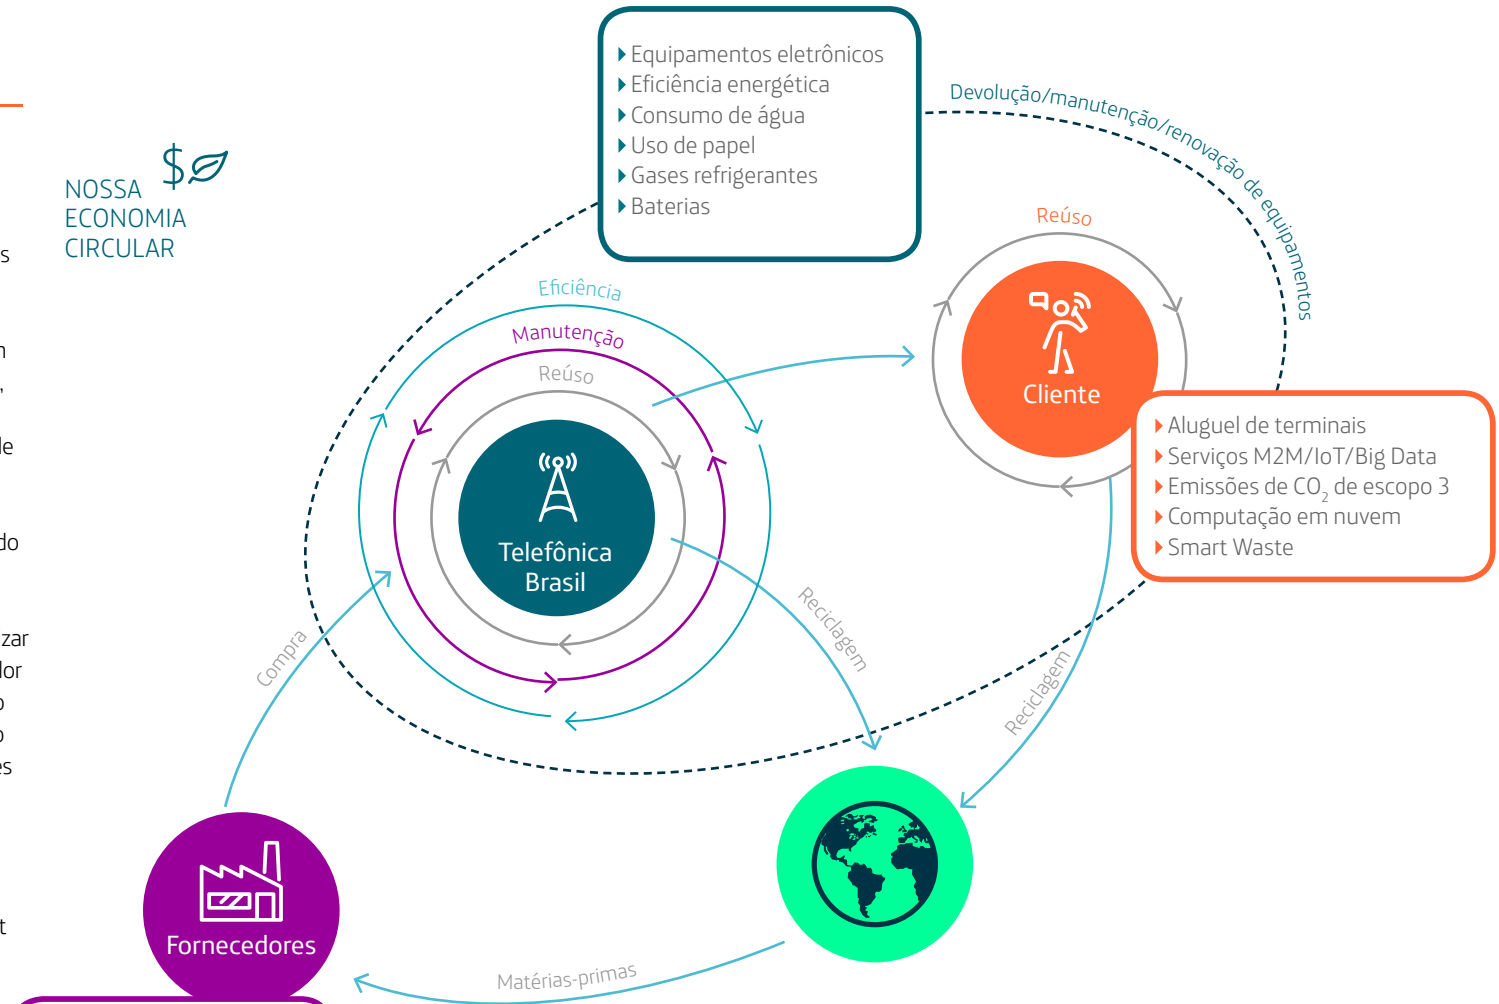 NOSSA
ECONOMIA
CIRCULAR
Equipamentos eletrônicos
Eficiência energética
Consumo de água
Uso de papel
Gases refrigerantes
Baterias
Devolução/manutenção/renovação de equipamentos
Reúso
Cliente
Aluguel de terminais
Serviços M2M/IoT/Big Data
Emissões de CO₂ de escopo 3
Computação em nuvem
Smart Waste
Eficiência
Manutenção
Reúso
Telefônica
Brasil
Compra
Reciclagem
Reciclagem
Fornecedores
Matérias-primas